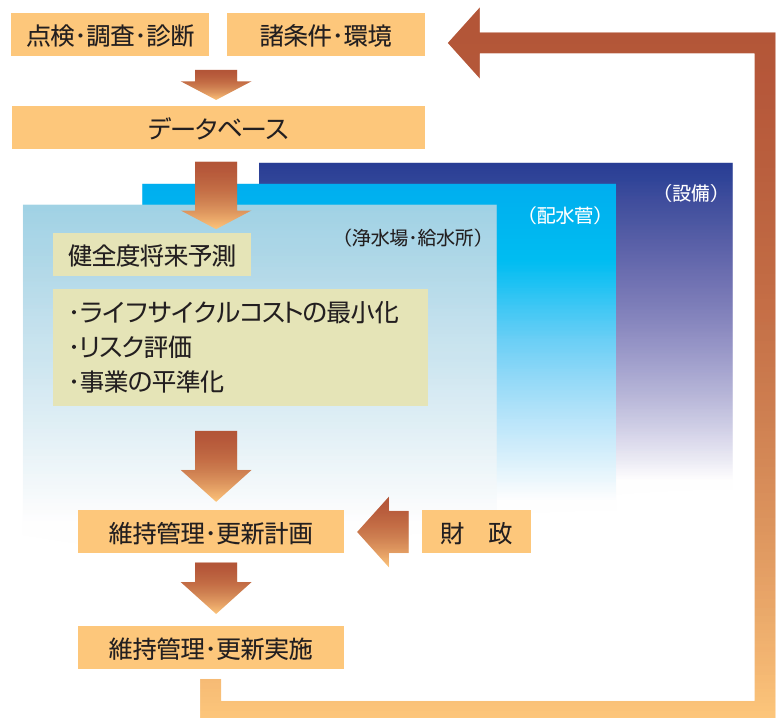 点検・調査・診断
諸条件・環境
データベース
（設備）
（配水菅）
（浄水場・給水所）
健全度将来予測
・ライフサイクルコストの最小化
・リスク評価
・事業の平準化
維持管理・更新計画
財　政
維持管理・更新実施